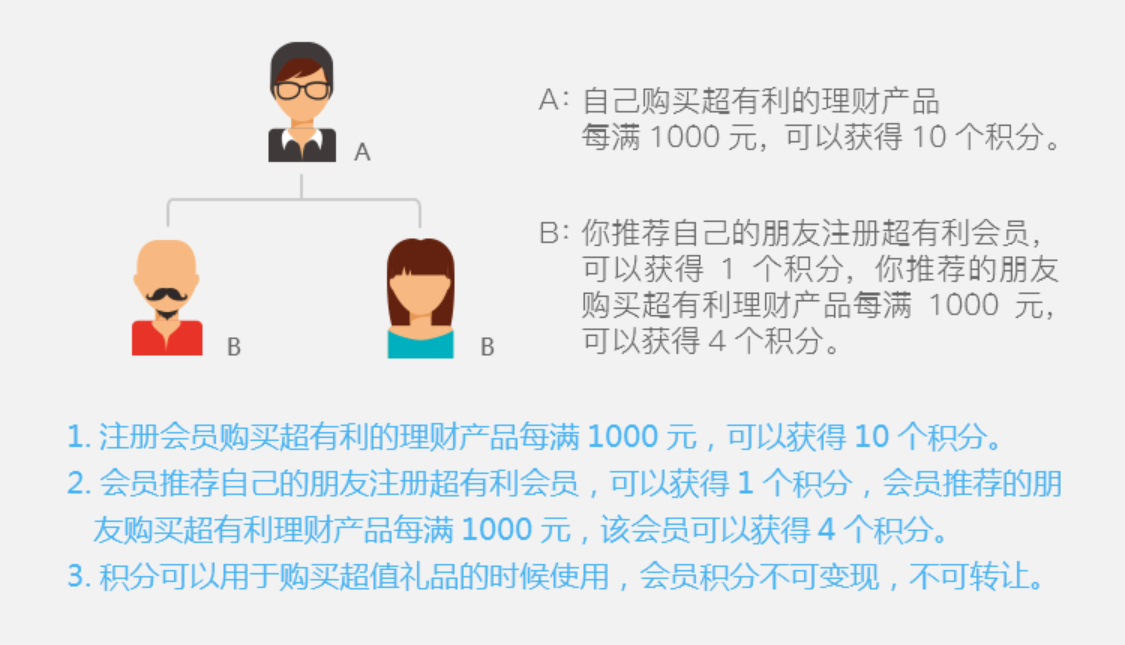 A
A: 自己购买超有利的理财产品
每满 1000 元, 可以获得 10 个积分。
B: 你推荐自己的朋友注册超有利会员,
可以获得 1 个积分, 你推荐的朋友
购买超有利理财产品每满 1000 元,
可以获得 4 个积分。
B
B
1. 注册会员购买超有利的理财产品每满 1000 元，可以获得 10 个积分。
2. 会员推荐自己的朋友注册超有利会员，可以获得 1 个积分，会员推荐的朋
友购买超有利理财产品每满 1000 元，该会员可以获得 4 个积分。
3. 积分可以用于购买超值礼品的时候使用，会员积分不可变现，不可转让。